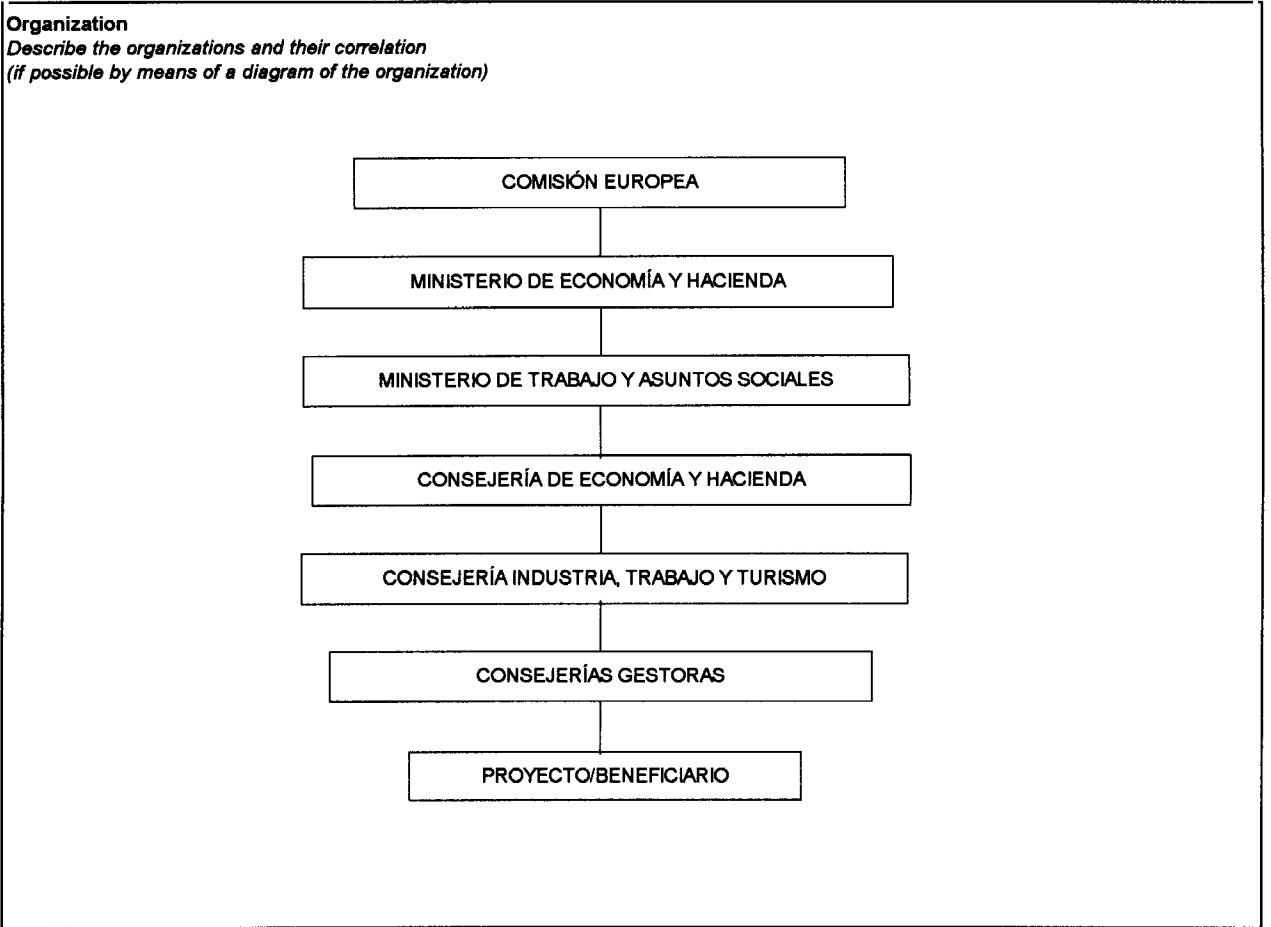 Organization
Describe the organizations and their correlation
(if possible by means of a diagram of the organization)
COMISIÓN EUROPEA
MINISTERIO DE ECONOMÍA Y HACIENDA
MINISTERIO DE TRABAJO Y ASUNTOS SOCIALES
CONSEJERÍA DE ECONOMÍA Y HACIENDA
CONSEJERÍA INDUSTRIA, TRABAJO Y TURISMO
CONSEJERÍAS GESTORAS
PROYECTO/BENEFICIARIO